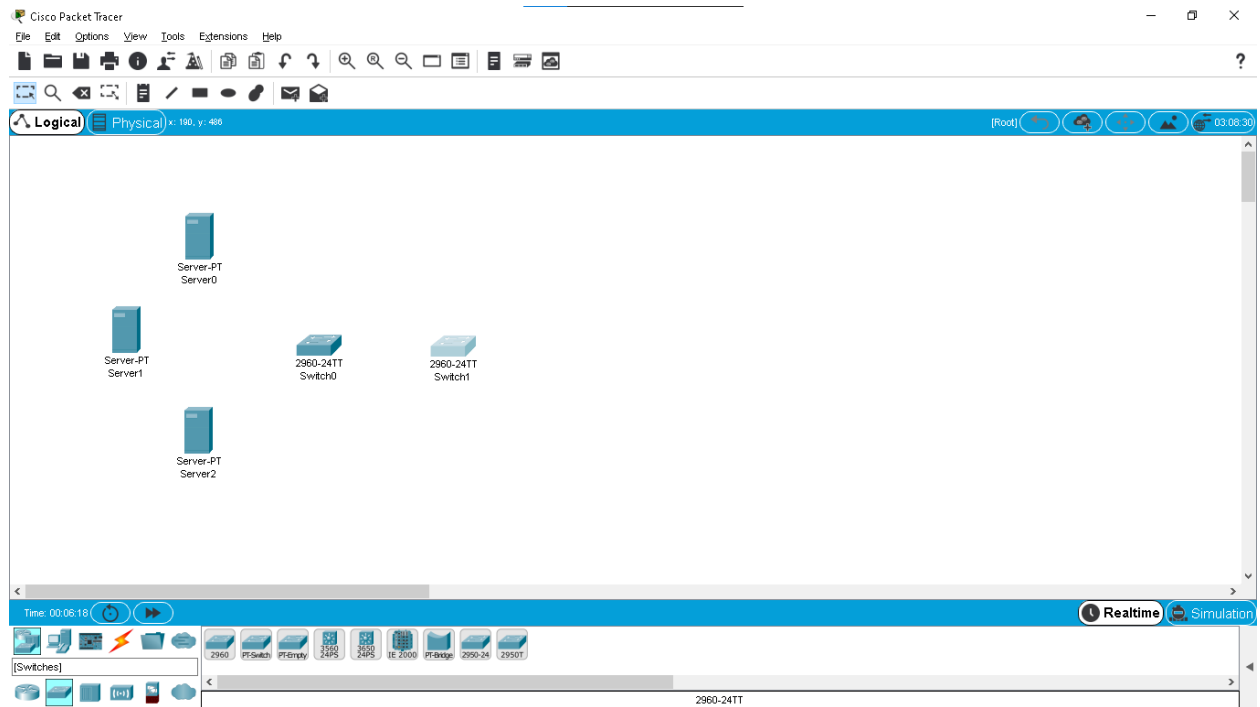 Cisco Packet Tracer
File Edit Options View Tools Extensions Help
?
Logical Physical x: 190, y: 486 [Root] 03:08:30
Server-PT
Server0
Server-PT
Server1
2960-24TT
Switch0
2960-24TT
Switch1
Server-PT
Server2
Time: 00:06:18 Realtime Simulation
2960 PT-Switch PT-Empty 3560 24PS 3650 24PS IE 2000 PT-Bridge 2950-24 2950T
[Switches]
2960-24TT